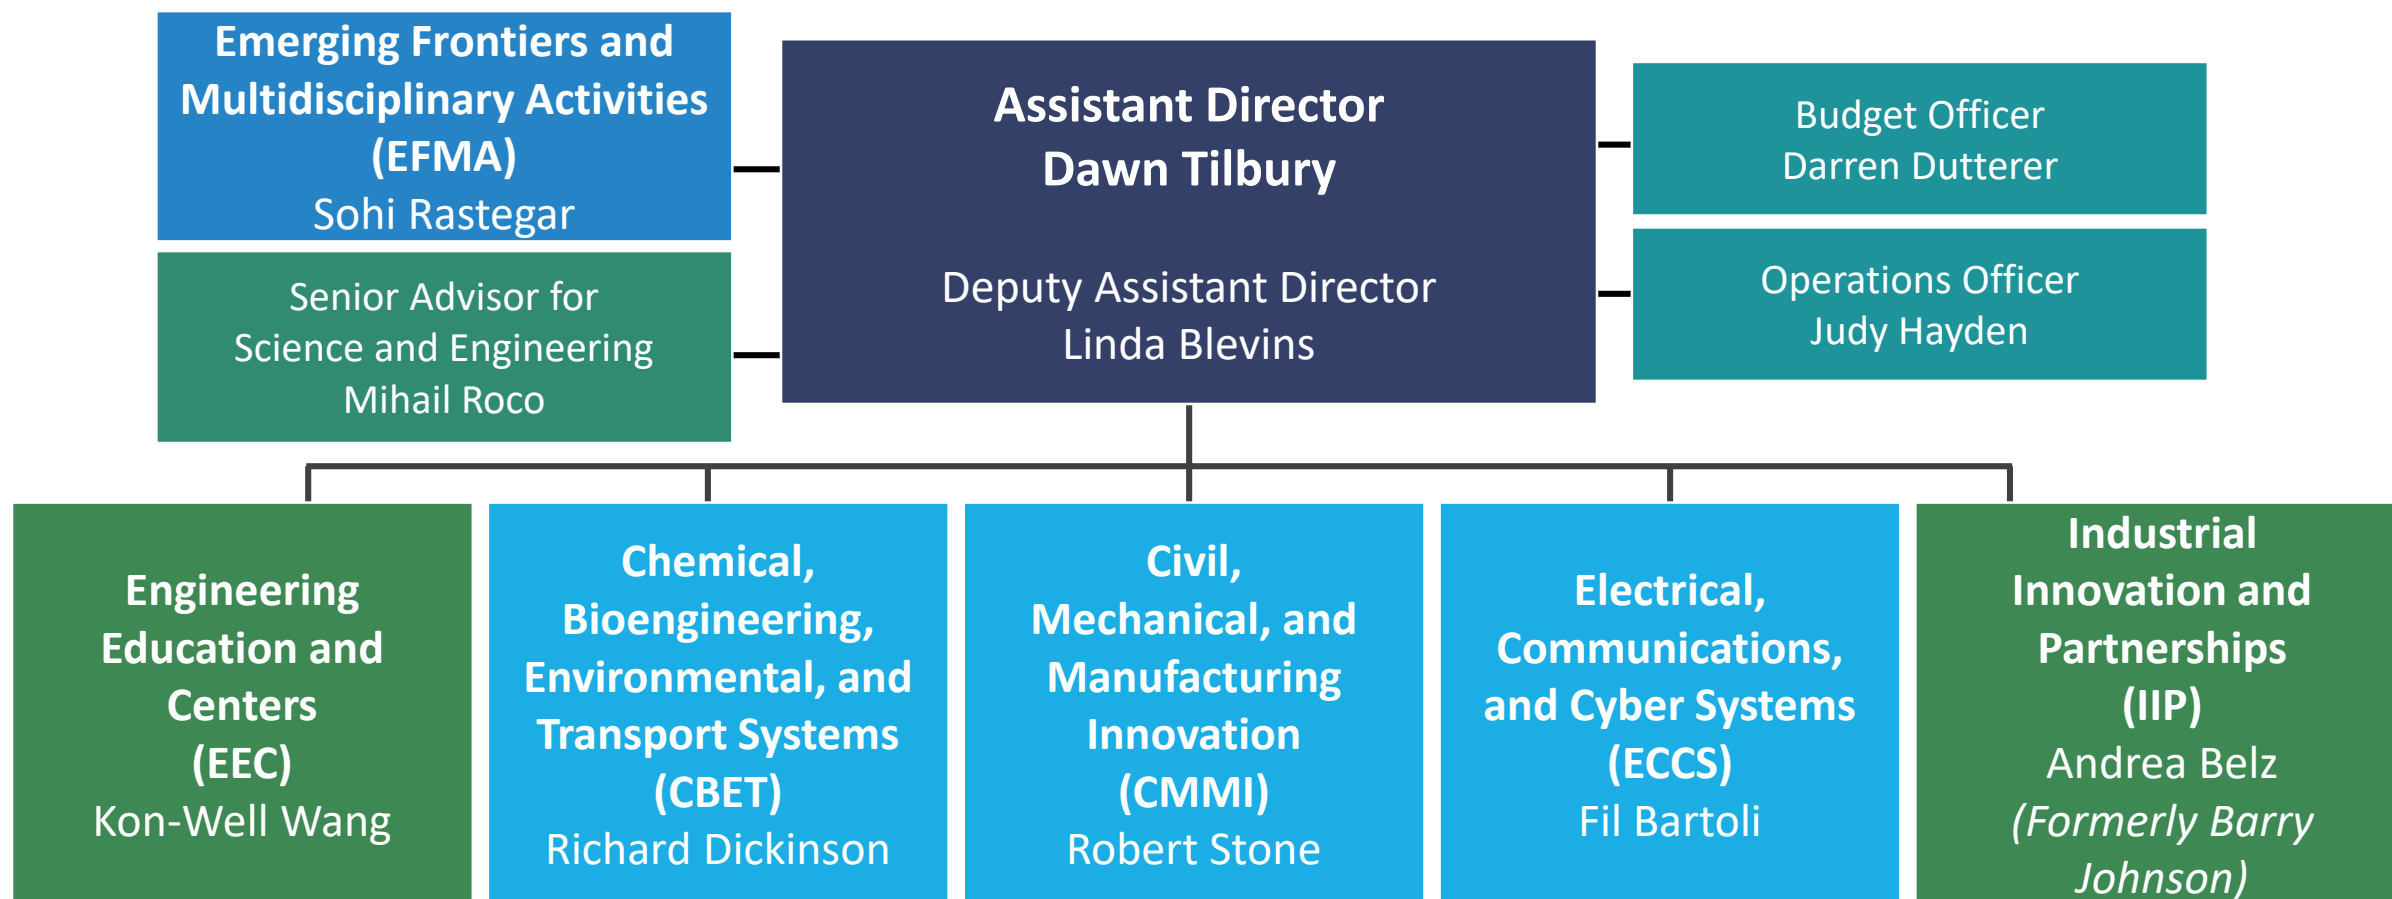 Emerging Frontiers and
Multidisciplinary Activities
(EFMA)
Sohi Rastegar
Senior Advisor for
Science and Engineering
Mihail Roco
Assistant Director
Dawn Tilbury
Deputy Assistant Director
Linda Blevins
Budget Officer
Darren Dutterer
Operations Officer
Judy Hayden
Engineering
Education and
Centers
(EEC)
Kon-Well Wang
Chemical,
Bioengineering,
Environmental, and
Transport Systems
(CBET)
Richard Dickinson
Civil,
Mechanical, and
Manufacturing
Innovation
(CMMI)
Robert Stone
Electrical,
Communications,
and Cyber Systems
(ECCS)
Fil Bartoli
Industrial
Innovation and
Partnerships
(IIP)
Andrea Belz
(Formerly Barry
Johnson)